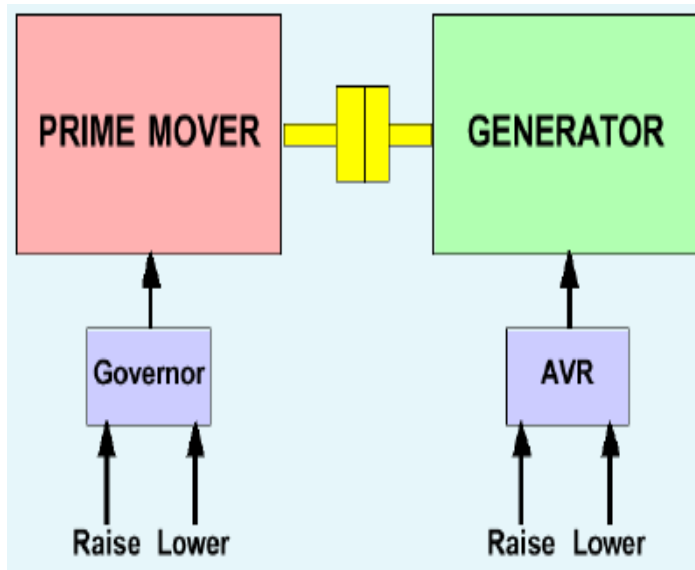 PRIME MOVER
GENERATOR
Governor
AVR
Raise Lower
Raise Lower